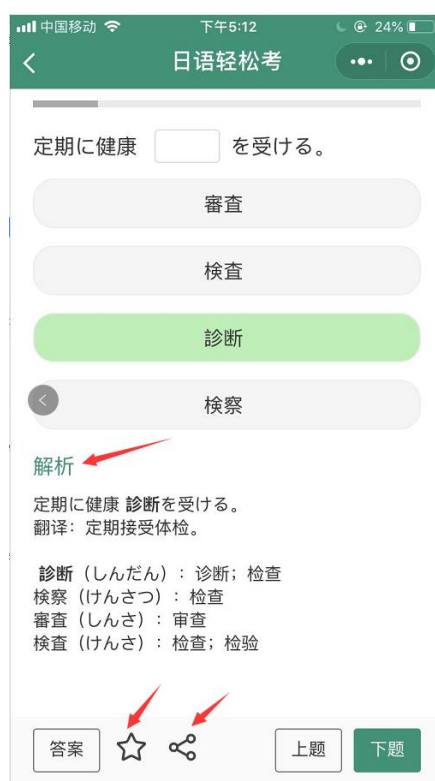 中国移动 下午5:12 24%
日语轻松考
定期に健康 を受ける。
審査
検査
診断
検察
解析
定期に健康 診断を受ける。
翻译：定期接受体检。
診断（しんだん）：诊断；检查
検察（けんさつ）：检查
審査（しんさ）：审查
検査（けんさ）：检查；检验
答案 上题 下题